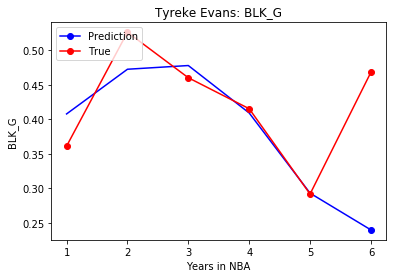 Tyreke Evans: BLK_G
Prediction
True
0.50
0.45
0.40
0.35
0.30
0.25
BLK_G
1 2 3 4 5 6
Years in NBA